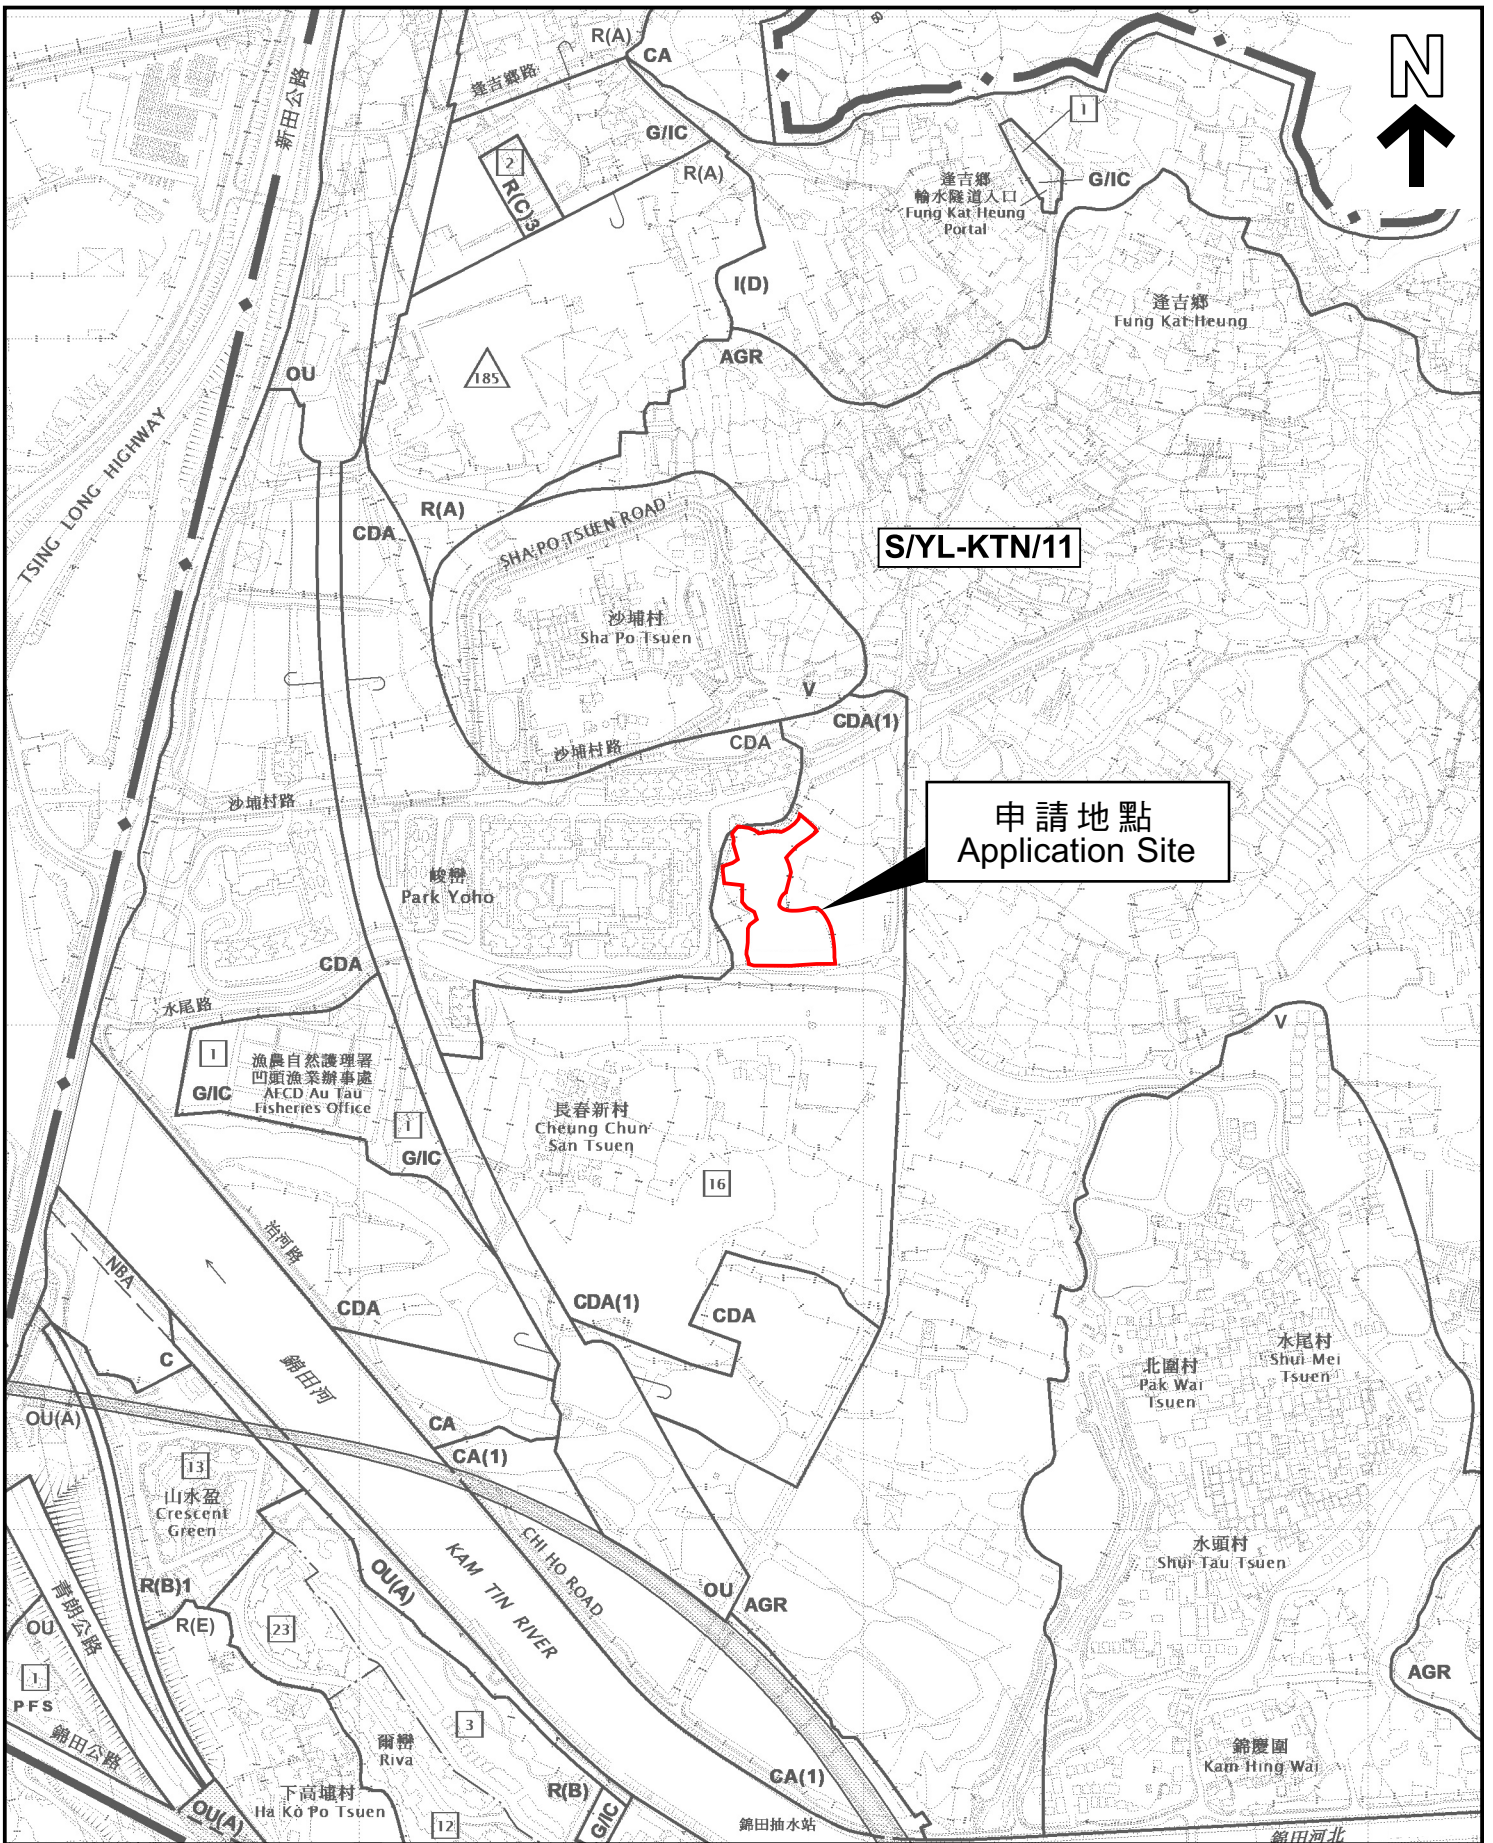 R(A)
CA
50
N
逢吉鄉路
新田公路
G/IC
1
2
R(C)3
R(A)
逢吉鄉
輸水隧道入口
Fung Kat Heung
Portal
G/IC
I(D)
逢吉鄉
Fung Kat Heung
OU
185
AGR
TSING LONG HIGHWAY
R(A)
CDA
SHA PO TSUEN ROAD
S/YL-KTN/11
沙埔村
Sha Po Tsuen
V
CDA(1)
CDA
沙埔村路
沙埔村路
申請地點
Application Site
峻巒
Park Yoho
CDA
水尾路
V
1
漁農自然護理署
凹頭漁業辦事處
AFCD Au Tau
Fisheries Office
G/IC
1
G/IC
長春新村
Cheung Chun
San Tsuen
16
治河路
NBA
CDA
CDA(1)
CDA
C
錦田河
水尾村
Shui Mei
Tsuen
北圍村
Pak Wai
Tsuen
OU(A)
CA
CA(1)
13
山水盈
Crescent
Green
CHI HO ROAD
KAM TIN RIVER
水頭村
Shui Tau Tsuen
OU(A)
R(B)1
青朗公路
R(E)
23
OU
OU
AGR
1
PFS
AGR
3
錦田公路
爾巒
Riva
錦慶圍
Kam Hing Wai
下高埔村
Ha Ko Po Tsuen
OU(A)
R(B)
CA(1)
12
G/IC
錦田抽水站
錦田河北